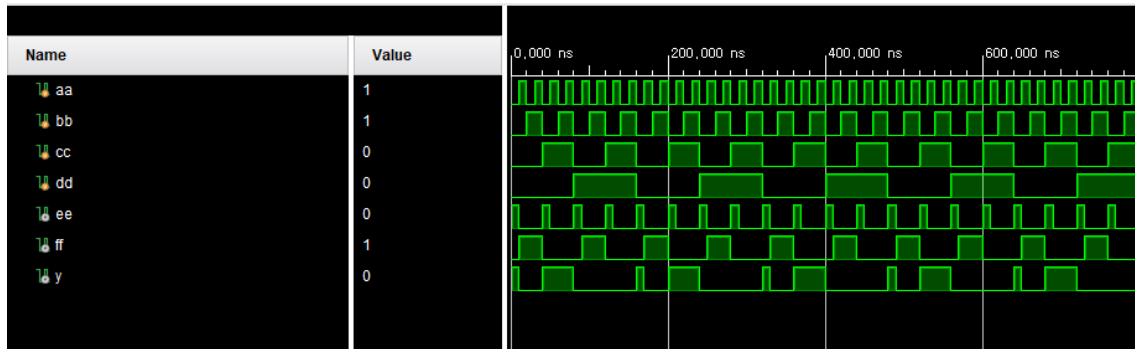 Name Value 0,000 ns 200,000 ns 400,000 ns 600,000 ns
aa 1
bb 1
cc 0
dd 0
ee 0
ff 1
y 0